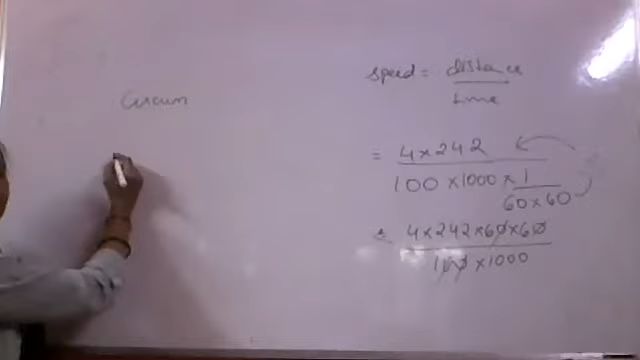 Circum
speed = distance
time
= 4×242
100 ×1000 × 1
60×60
= 4×242×60×60
100 ×1000